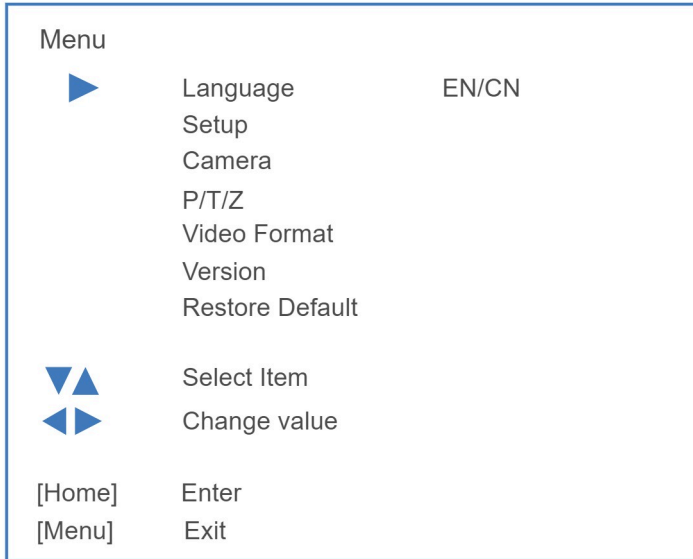 Menu
Language EN/CN
Setup
Camera
P/T/Z
Video Format
Version
Restore Default
Select Item
Change value
[Home] Enter
[Menu] Exit